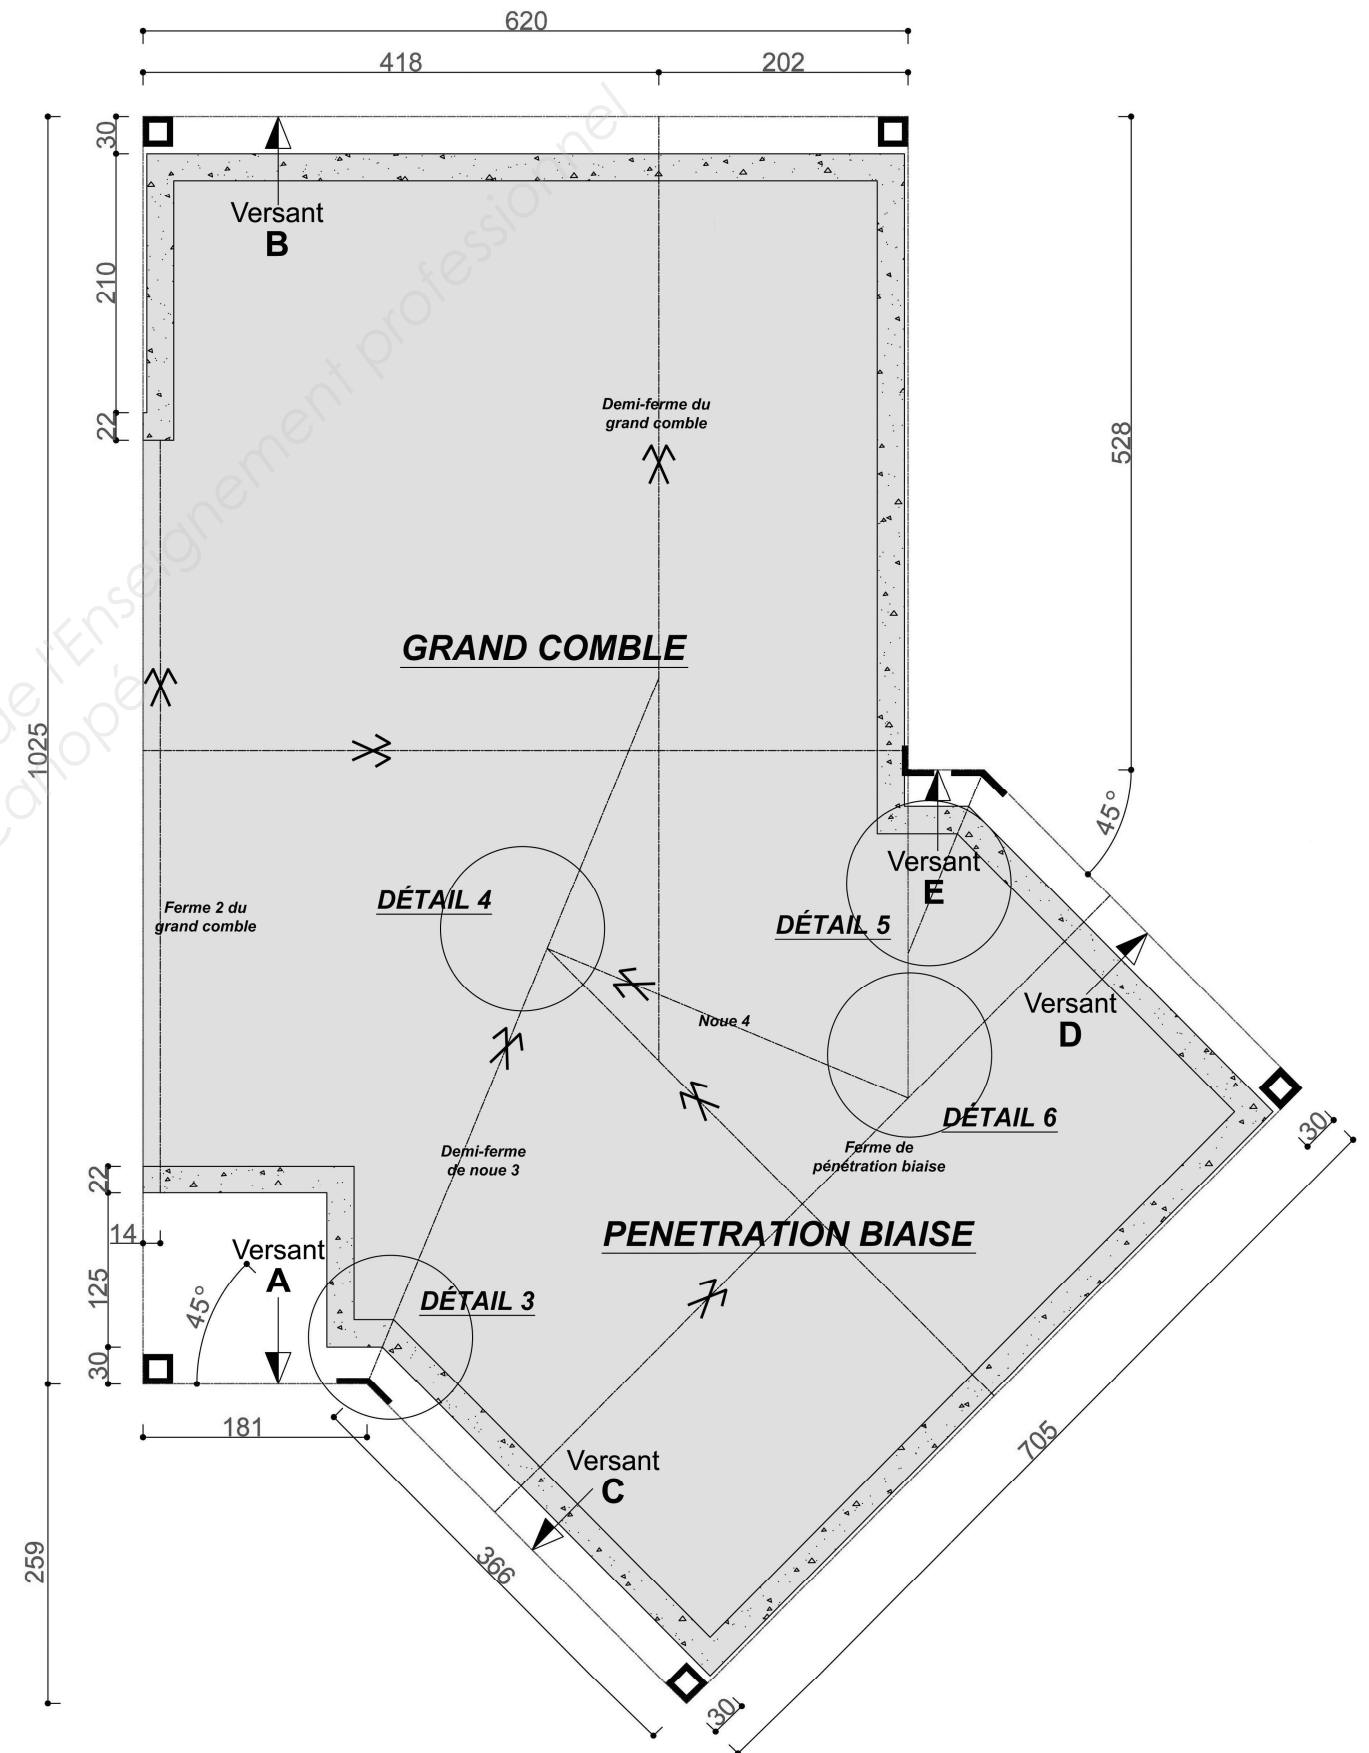 620
418
202
30
Versant
B
210
22
Demi-ferme du
grand comble
528
GRAND COMBLE
1025
45°
Versant
E
DÉTAIL 4
Ferme 2 du
grand comble
DÉTAIL 5
Versant
D
Noue 4
DÉTAIL 6
30
Demi-ferme
de noue 3
Ferme de
pénétration biaise
22
14
Versant
A
125
45°
PENETRATION BIAISE
DÉTAIL 3
30
181
705
Versant
C
259
366
30
de l'Enseignement professionnel